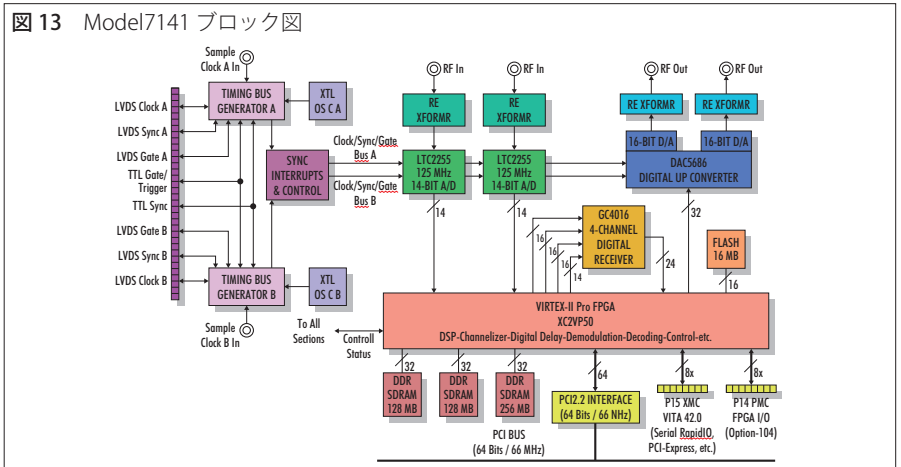 図 13 Model7141 ブロック図
Sample
Clock A In
TIMING BUS
GENERATOR A
XTL
OS C A
LVDS Clock A
LVDS Sync A
LVDS Gate A
TTL Gate/
Trigger
TTL Sync
LVDS Gate B
LVDS Sync B
LVDS Clock B
SYNC
INTERRUPTS
& CONTROL
TIMING BUS
GENERATOR B
XTL
OS C B
Sample
Clock B In
Clock/Sync/Gate
Bus A
Clock/Sync/Gate
Bus B
RF In
RF In
RF Out
RF Out
RE
XFORMR
RE
XFORMR
RE XFORMR
RE XFORMR
LTC2255
125 MHz
14-BIT A/D
LTC2255
125 MHz
14-BIT A/D
16-BIT D/A
16-BIT D/A
DAC5686
DIGITAL UP CONVERTER
14
14
32
GC4016
4-CHANNEL
DIGITAL
RECEIVER
16
16
16
14
24
FLASH
16 MB
16
VIRTEX-II Pro FPGA
XC2VP50
DSP-Channelizer-Digital Delay-Demodulation-Decoding-Control-etc.
To All
Sections
Controll
Status
32
32
32
64
8x
8x
DDR
SDRAM
128 MB
DDR
SDRAM
128 MB
DDR
SDRAM
256 MB
PCI2.2 INTERFACE
(64 Bits / 66 NHz)
P15 XMC
VITA 42.0
(Serial RapidIO,
PCI-Express, etc.)
P14 PMC
FPGA I/O
(Option-104)
PCI BUS
(64 Bits / 66 MHz)